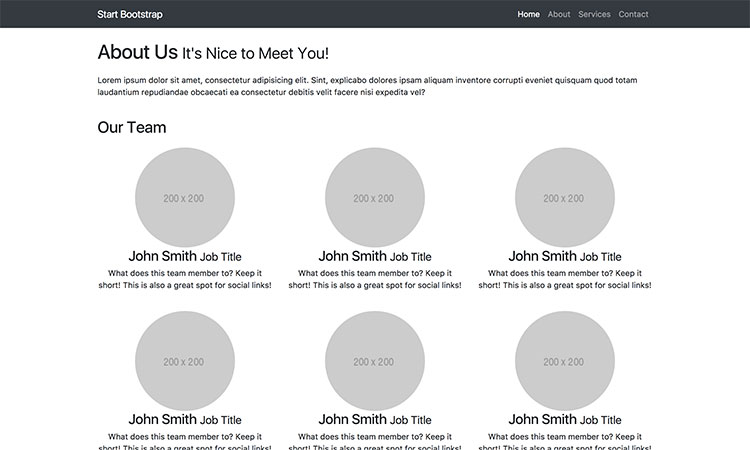 Start Bootstrap Home About Services Contact
About Us It's Nice to Meet You!
Lorem ipsum dolor sit amet, consectetur adipisicing elit. Sint, explicabo dolores ipsam aliquam inventore corrupti eveniet quisquam quod totam
laudantium repudiandae obcaecati ea consectetur debitis velit facere nisi expedita vel?
Our Team
200 x 200 200 x 200 200 x 200
John Smith Job Title John Smith Job Title John Smith Job Title
What does this team member to? Keep it What does this team member to? Keep it What does this team member to? Keep it
short! This is also a great spot for social links! short! This is also a great spot for social links! short! This is also a great spot for social links!
200 x 200 200 x 200 200 x 200
John Smith Job Title John Smith Job Title John Smith Job Title
What does this team member to? Keep it What does this team member to? Keep it What does this team member to? Keep it
short! This is also a great spot for social links! short! This is also a great spot for social links! short! This is also a great spot for social links!